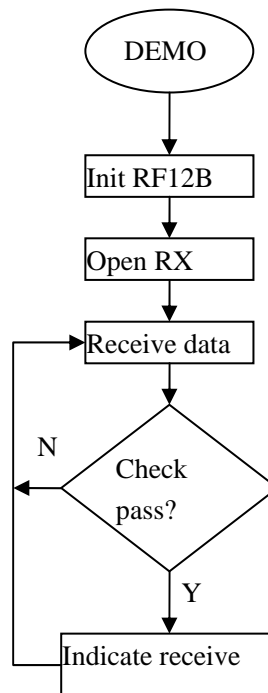 DEMO
Init RF12B
Open RX
Receive data
N
Check
pass?
Y
Indicate receive